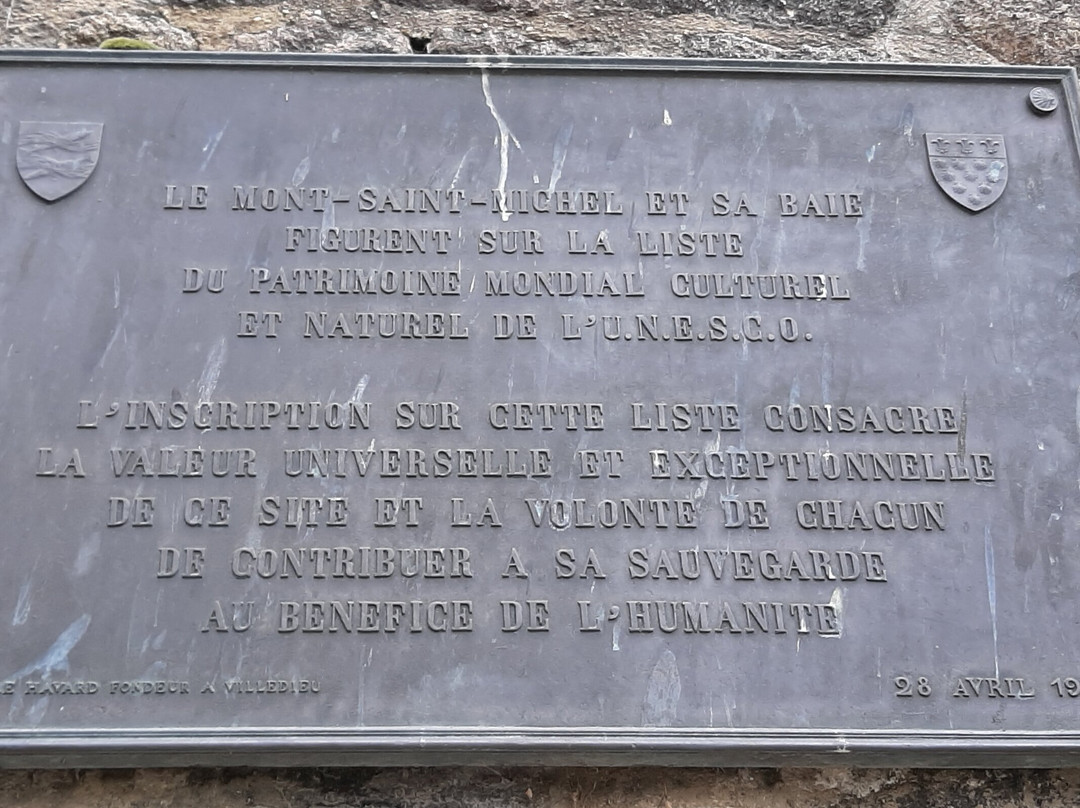 LE MONT-SAINT-MICHEL ET SA BAIE
FIGURENT SUR LA LISTE
DU PATRIMOINE MONDIAL CULTUREL
ET NATUREL DE L'U.N.E.S.C.O.
L'INSCRIPTION SUR CETTE LISTE CONSACRE
LA VALEUR UNIVERSELLE ET EXCEPTIONNELLE
DE CE SITE ET LA VOLONTE DE CHACUN
DE CONTRIBUER A SA SAUVEGARDE
AU BENEFICE DE L'HUMANITE
HAVARD FONDEUR A VILLEDIEU
28 AVRIL 19